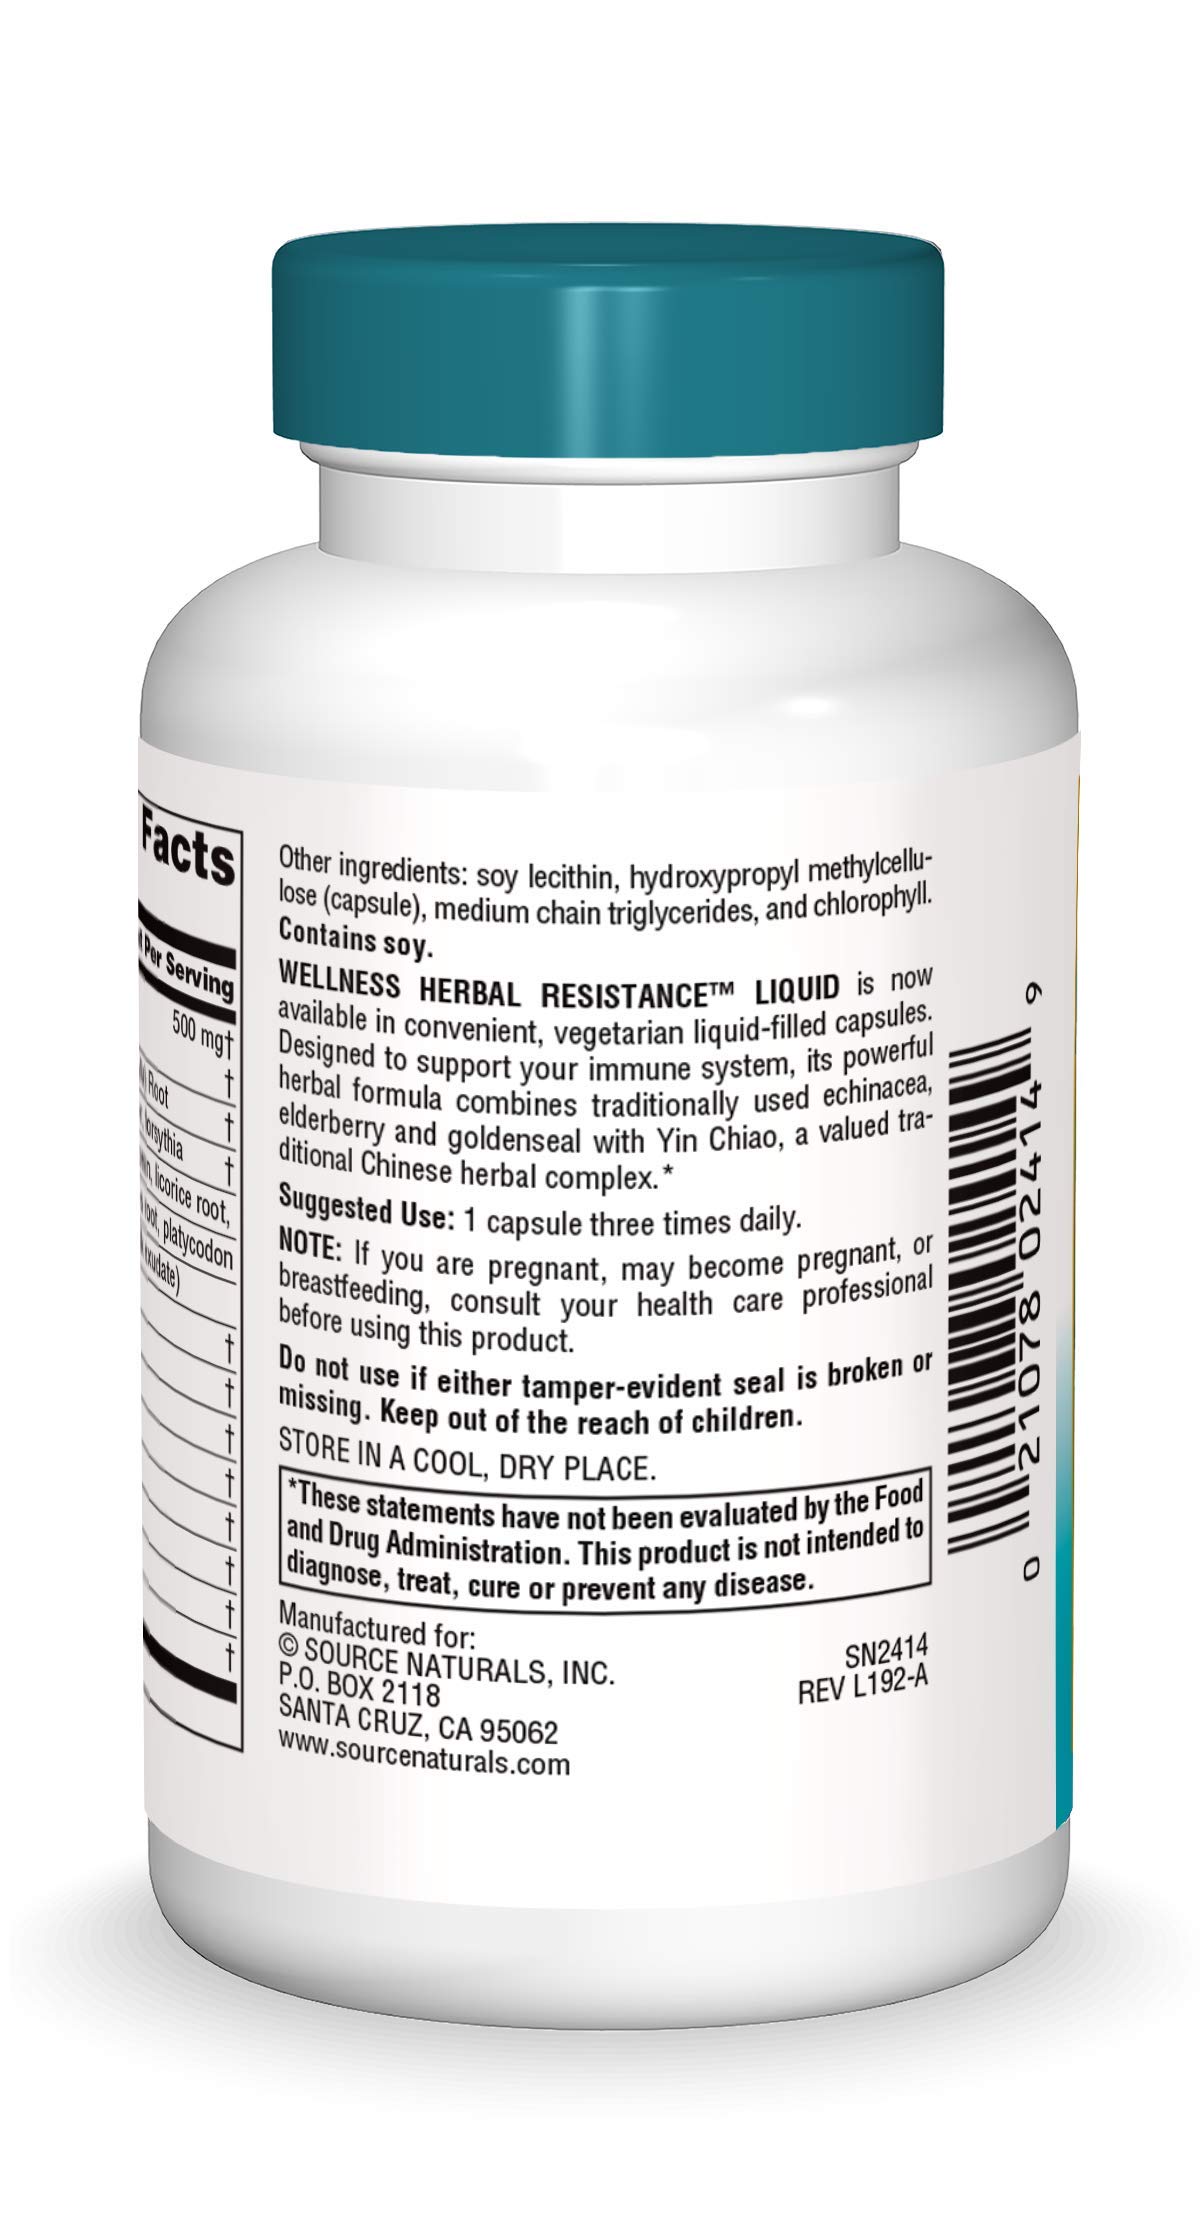 Facts
Per Serving
500 mg†
†
Root
†
forsythia
†
licorice root,
root, platycodon
†
†
†
†
†
†
†
†
Other ingredients: soy lecithin, hydroxypropyl methylcellu-
lose (capsule), medium chain triglycerides, and chlorophyll.
Contains soy.
WELLNESS HERBAL RESISTANCE™ LIQUID is now
available in convenient, vegetarian liquid-filled capsules.
Designed to support your immune system, its powerful
herbal formula combines traditionally used echinacea,
elderberry and goldenseal with Yin Chiao, a valued tra-
ditional Chinese herbal complex.*
Suggested Use: 1 capsule three times daily.
NOTE: If you are pregnant, may become pregnant, or
breastfeeding, consult your health care professional
before using this product.
Do not use if either tamper-evident seal is broken or
missing. Keep out of the reach of children.
STORE IN A COOL, DRY PLACE.
*These statements have not been evaluated by the Food
and Drug Administration. This product is not intended to
diagnose, treat, cure or prevent any disease.
Manufactured for:
© SOURCE NATURALS, INC.
P.O. BOX 2118
SANTA CRUZ, CA 95062
www.sourcenaturals.com
SN2414
REV L192-A
0 21078 02414 9